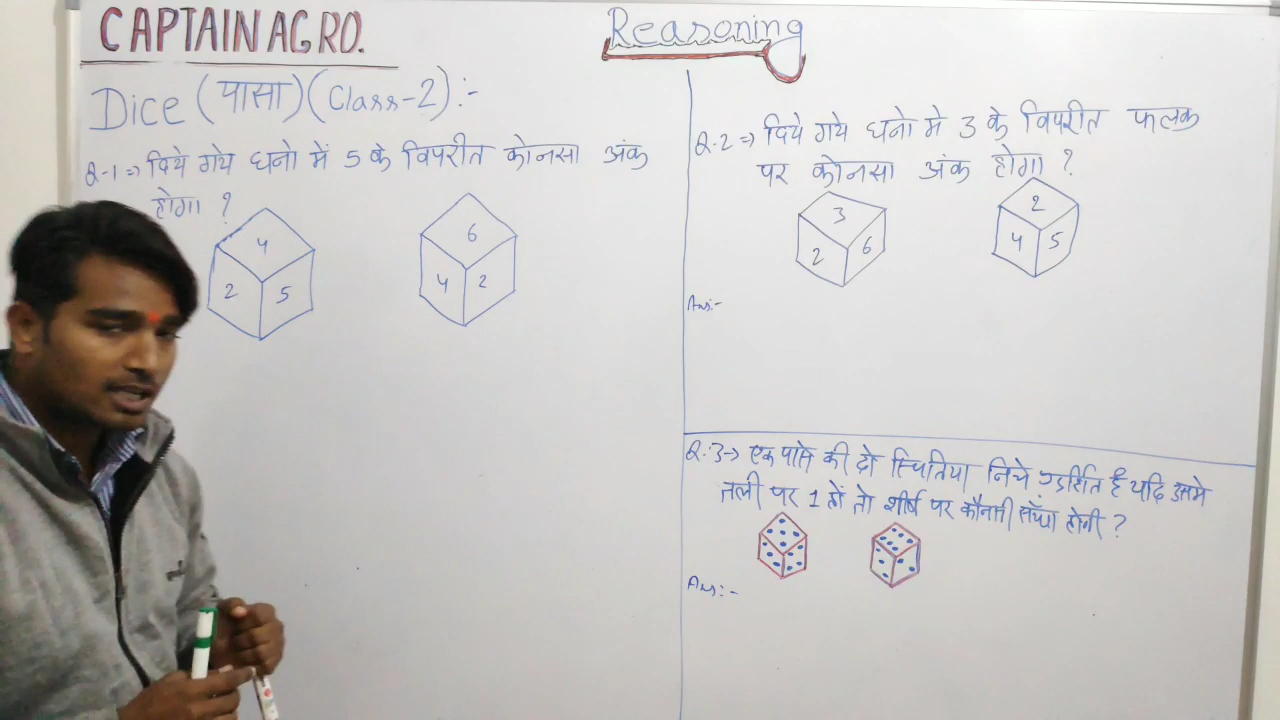 CAPTAIN AGRO.
Reasoning
Dice (पासा) (Class-2):-
Q-1⇒ दिये गये घनो में 5 के विपरीत कोनसा अंक
होगा ?
4
2 5
6
4 2
Q.2⇒ दिये गये घनो मे 3 के विपरीत फलक
पर कोनसा अंक होगा ?
3
2 6
2
4 5
Ans:-
Q.3→ एक पासे की दो स्थितिया निचे प्रदर्शित है यदि उसमे
तली पर 1 हों तो शीर्ष पर कौनसी संख्या होगी ?
Ans:-